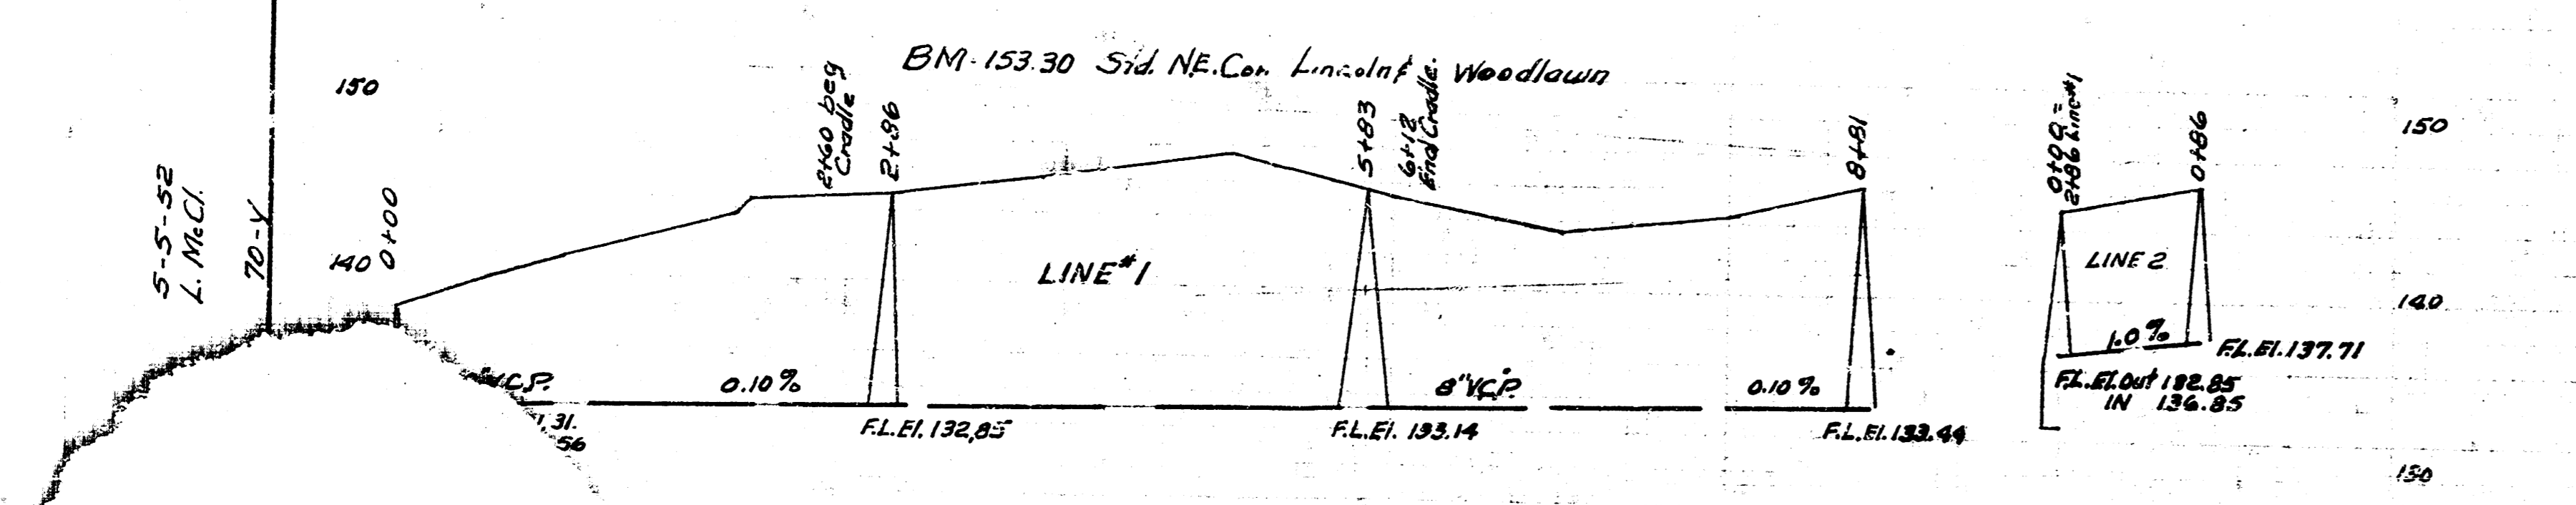 BM-153.30 Std. NE. Cor. Lincoln & Woodlawn
150
5-5-52
L. McCl.
70-Y
140
0+00
2+60 beg
Cradle
2+86
5+83
6+12
End Cradle.
8+81
0+00=
2+86 Line#1
0+86
150
LINE #1
LINE 2
140
V.C.P.
0.10%
8" V.C.P.
0.10%
1.0%
F.L.El. 137.71
F.L.El. Out 132.85
IN 136.85
31.
56
F.L.El. 132,85
F.L.El. 133.14
F.L.El. 133.44
130